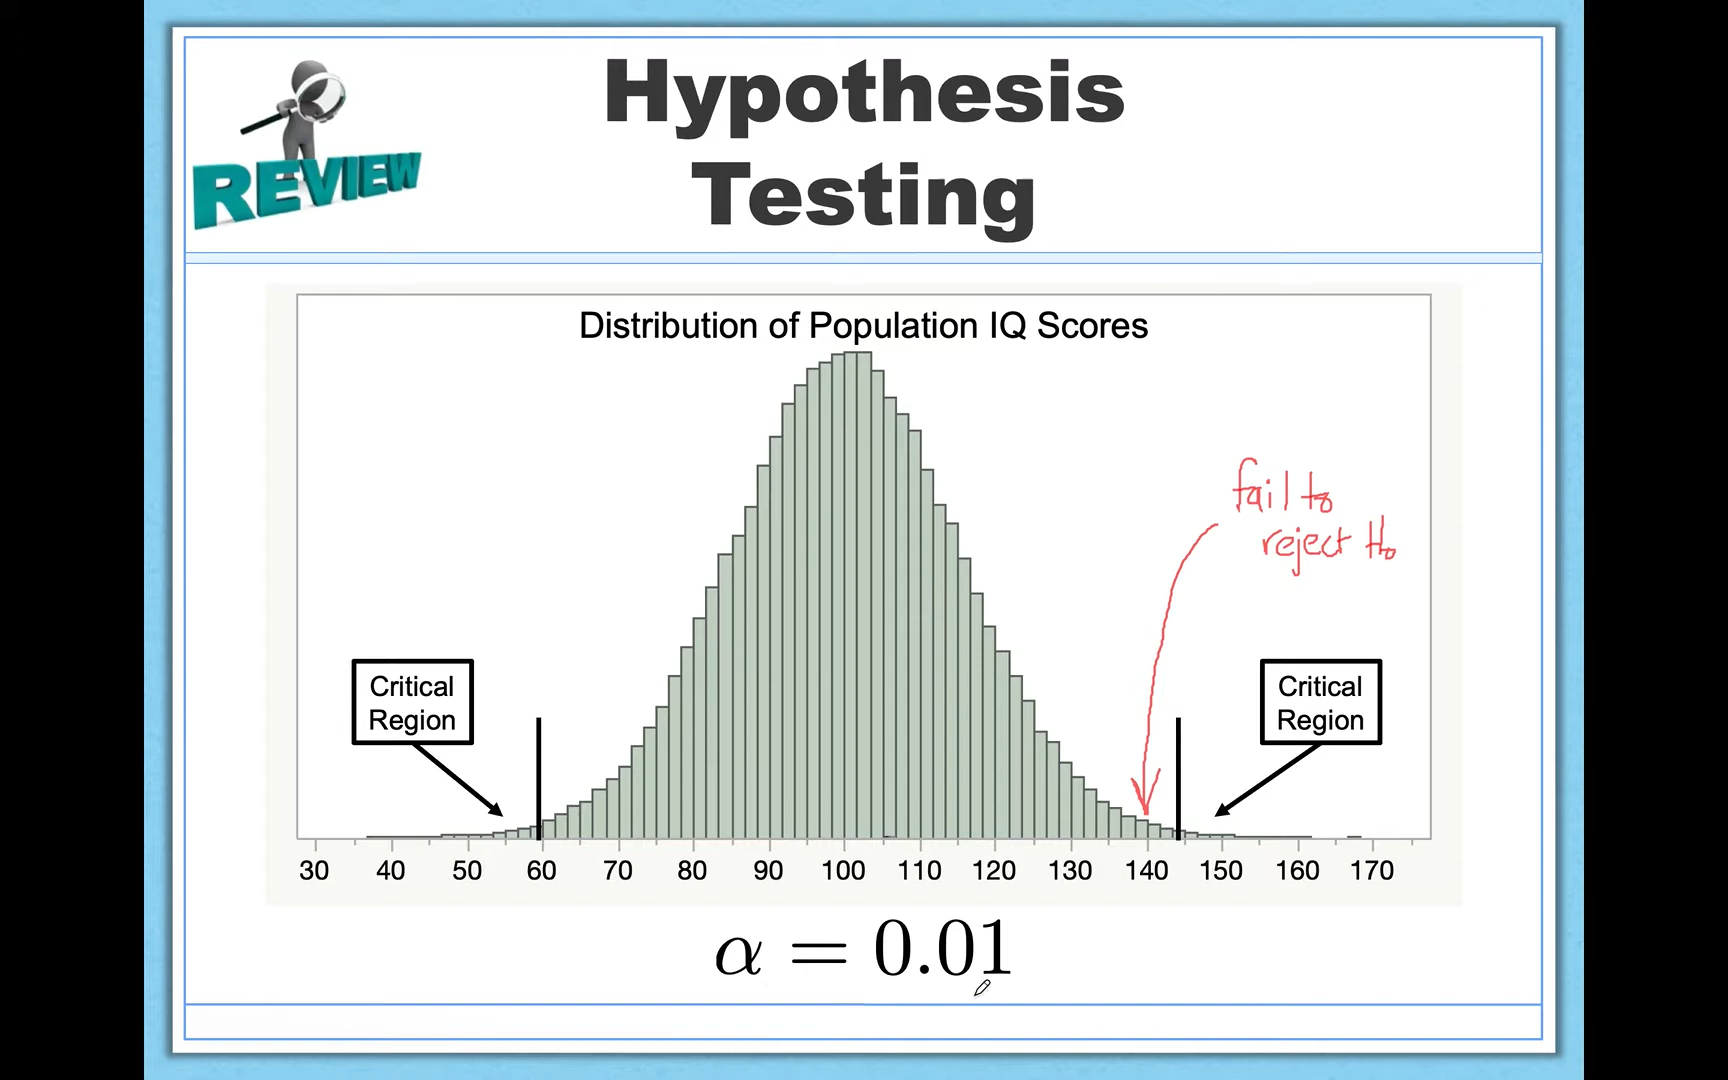 Hypothesis
Testing
REVIEW
Distribution of Population IQ Scores
fail to
reject H₀
Critical
Region
Critical
Region
30 40 50 60 70 80 90 100 110 120 130 140 150 160 170
α = 0.01